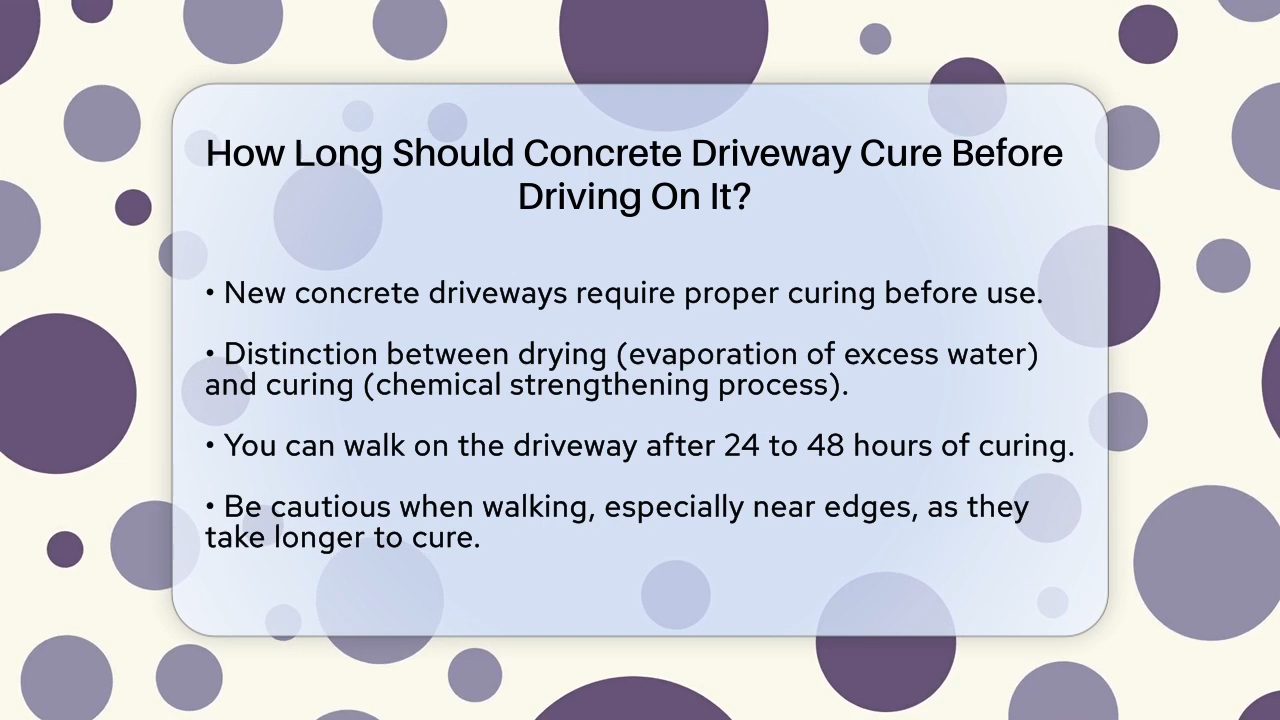 How Long Should Concrete Driveway Cure Before
Driving On It?
• New concrete driveways require proper curing before use.
• Distinction between drying (evaporation of excess water)
and curing (chemical strengthening process).
• You can walk on the driveway after 24 to 48 hours of curing.
• Be cautious when walking, especially near edges, as they
take longer to cure.